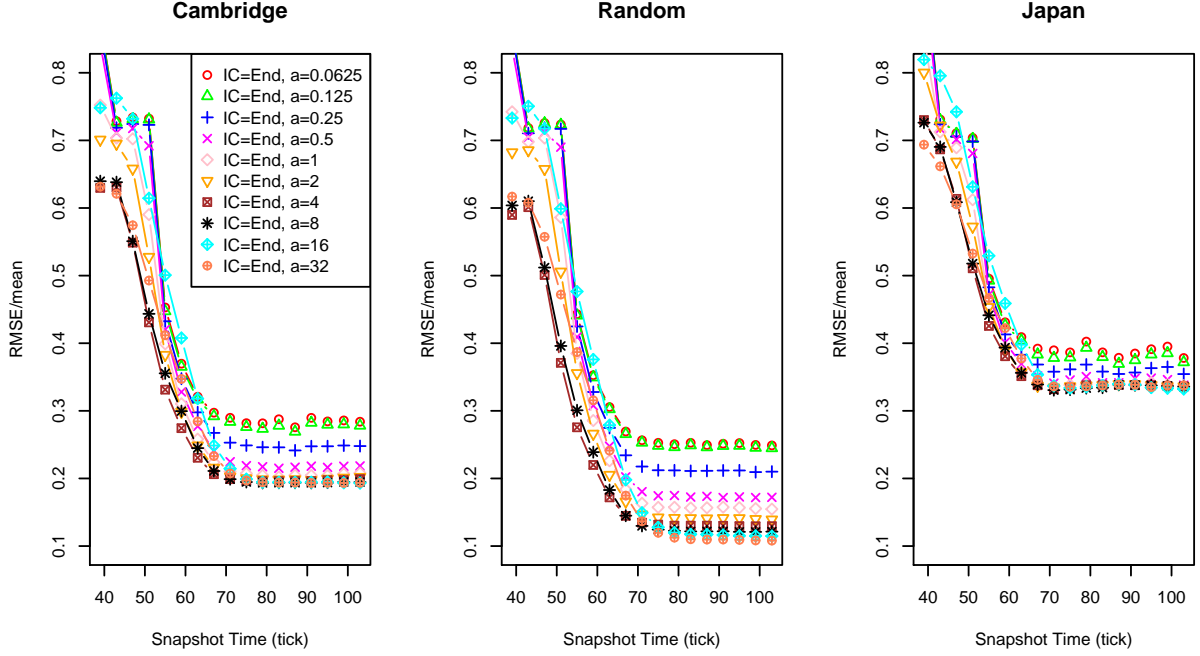 Cambridge
RMSE/mean
0.8
0.7
0.6
0.5
0.4
0.3
0.2
0.1
IC=End, a=0.0625
IC=End, a=0.125
IC=End, a=0.25
IC=End, a=0.5
IC=End, a=1
IC=End, a=2
IC=End, a=4
IC=End, a=8
IC=End, a=16
IC=End, a=32
40 50 60 70 80 90 100
Snapshot Time (tick)
Random
RMSE/mean
0.8
0.7
0.6
0.5
0.4
0.3
0.2
0.1
40 50 60 70 80 90 100
Snapshot Time (tick)
Japan
RMSE/mean
0.8
0.7
0.6
0.5
0.4
0.3
0.2
0.1
40 50 60 70 80 90 100
Snapshot Time (tick)